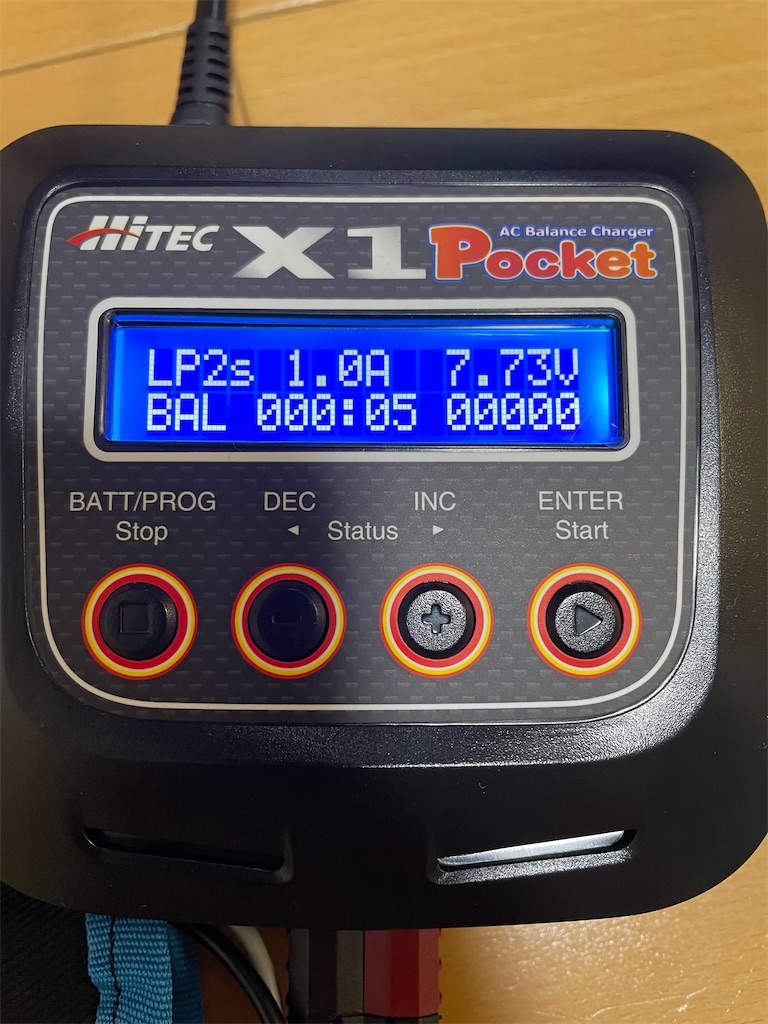 HiTEC X1 AC Balance Charger Pocket
LP2s 1.0A 7.73V
BAL 000:05 00000
BATT/PROG DEC INC ENTER
Stop ◄ Status ► Start